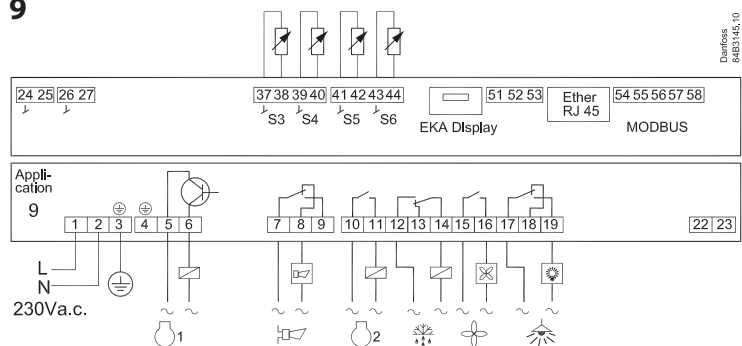 9
Danfoss
84B3145.10
24 25 26 27
37 38 39 40 41 42 43 44
51 52 53
Ether
RJ 45
54 55 56 57 58
S3 S4 S5 S6
EKA DIsplay
MODBUS
Appli-
cation
9
1 2 3 4 5 6 7 8 9 10 11 12 13 14 15 16 17 18 19 22 23
L
N
230Va.c.
1
2